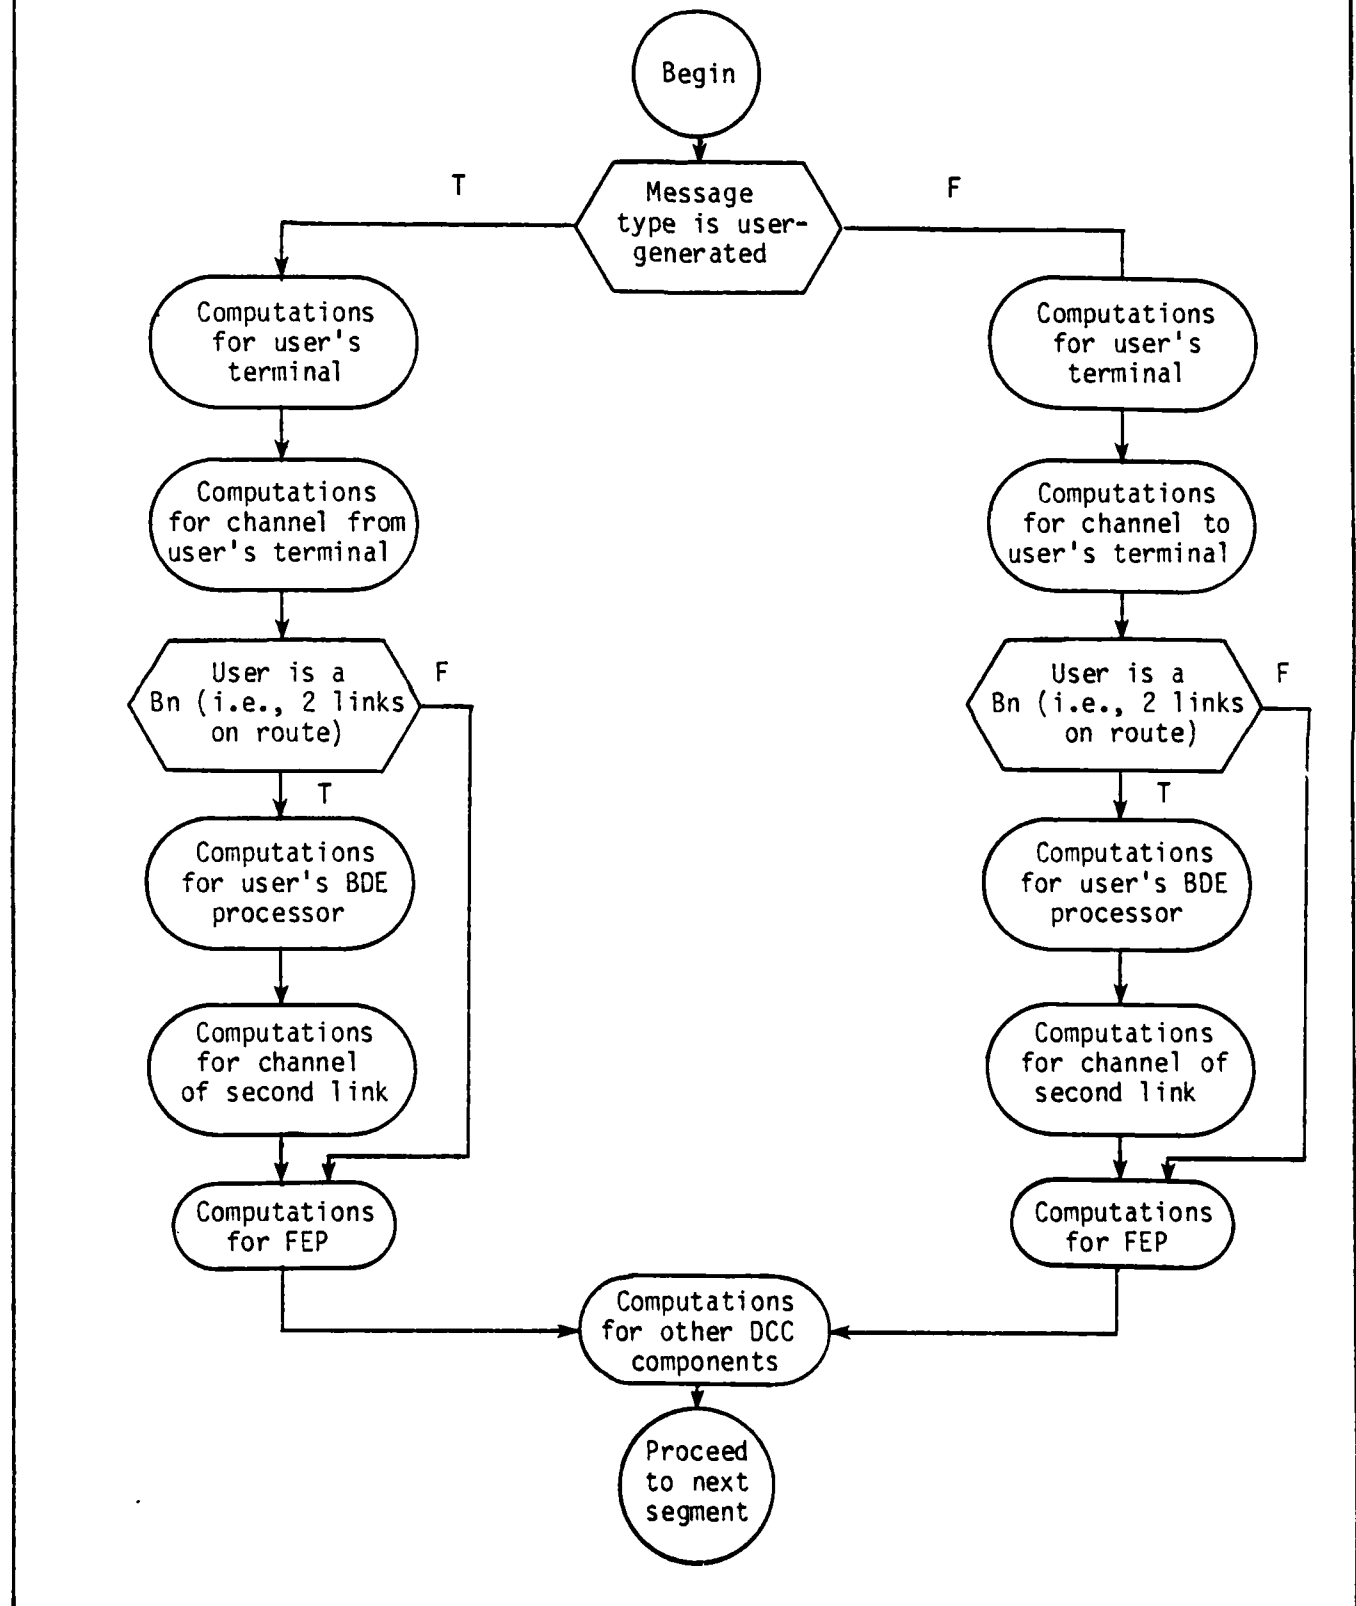 Begin
Message
type is user-
generated
T
F
Computations
for user's
terminal
Computations
for channel from
user's terminal
User is a
Bn (i.e., 2 links
on route)
F
T
Computations
for user's BDE
processor
Computations
for channel
of second link
Computations
for FEP
Computations
for user's
terminal
Computations
for channel to
user's terminal
User is a
Bn (i.e., 2 links
on route)
F
T
Computations
for user's BDE
processor
Computations
for channel of
second link
Computations
for FEP
Computations
for other DCC
components
Proceed
to next
segment